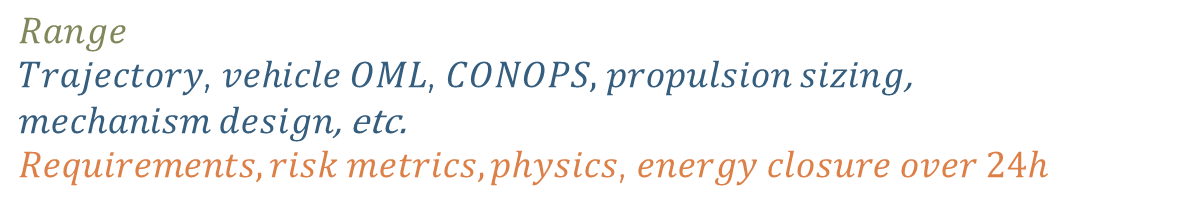 Range
Trajectory, vehicle OML, CONOPS, propulsion sizing,
mechanism design, etc.
Requirements, risk metrics, physics, energy closure over 24h